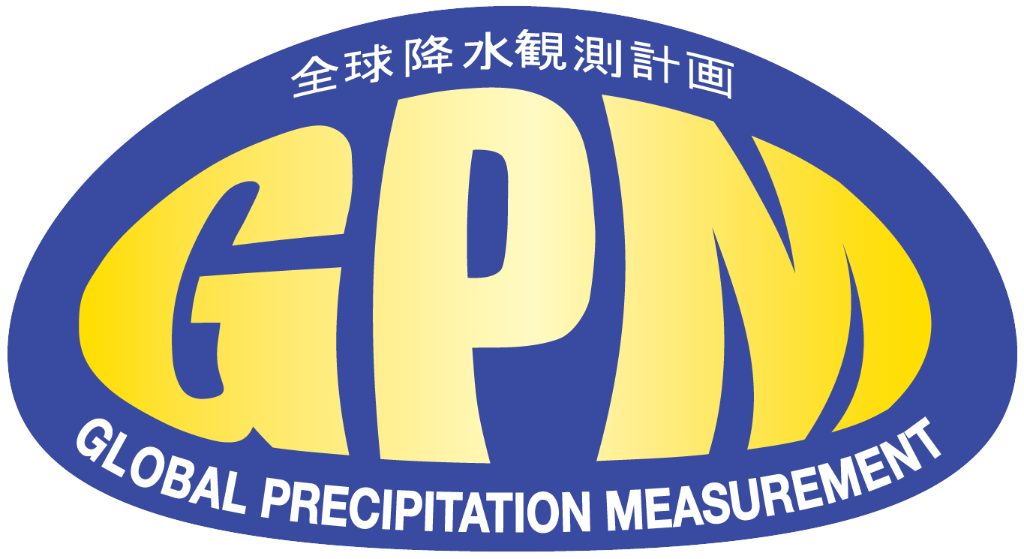 全球降水観測計画
GPM
GLOBAL PRECIPITATION MEASUREMENT